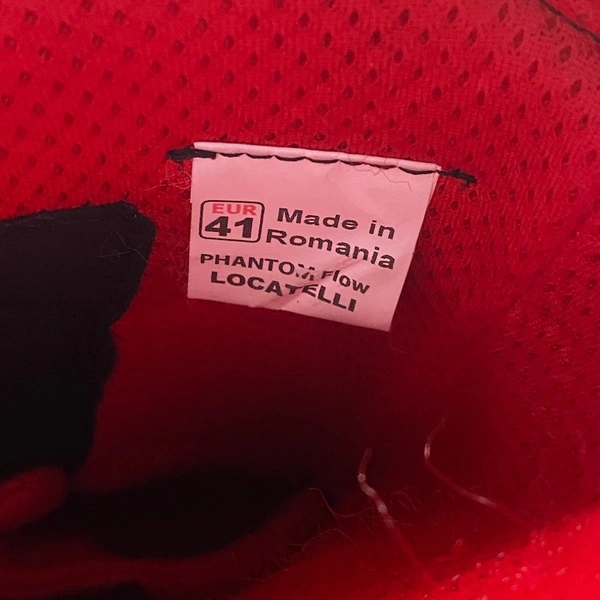 EUR
41
Made in
Romania
PHANTOM Flow
LOCATELLI